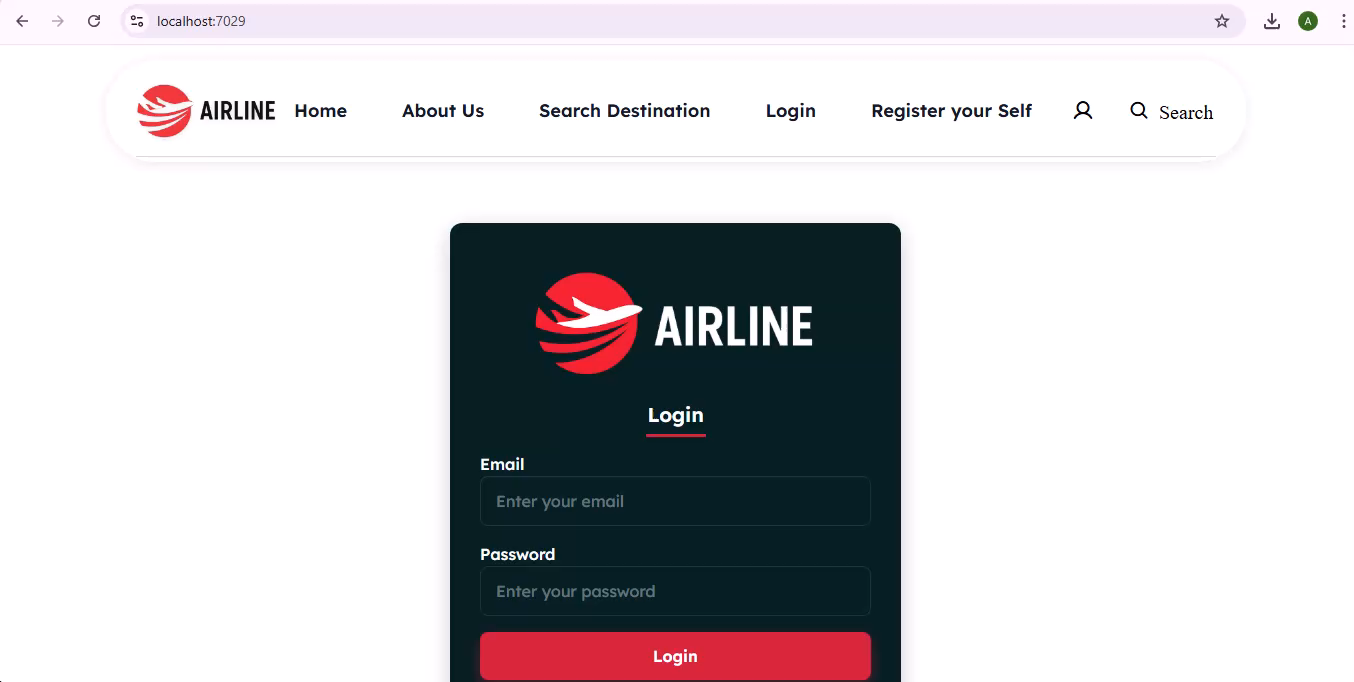 localhost:7029
A
AIRLINE Home About Us Search Destination Login Register your Self Search
AIRLINE
Login
Email
Enter your email
Password
Enter your password
Login